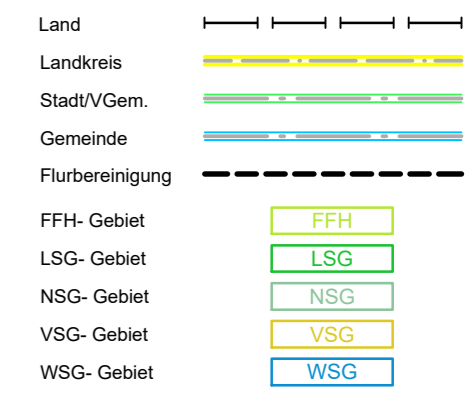 Land
Landkreis
Stadt/VGem.
Gemeinde
Flurbereinigung
FFH- Gebiet FFH
LSG- Gebiet LSG
NSG- Gebiet NSG
VSG- Gebiet VSG
WSG- Gebiet WSG